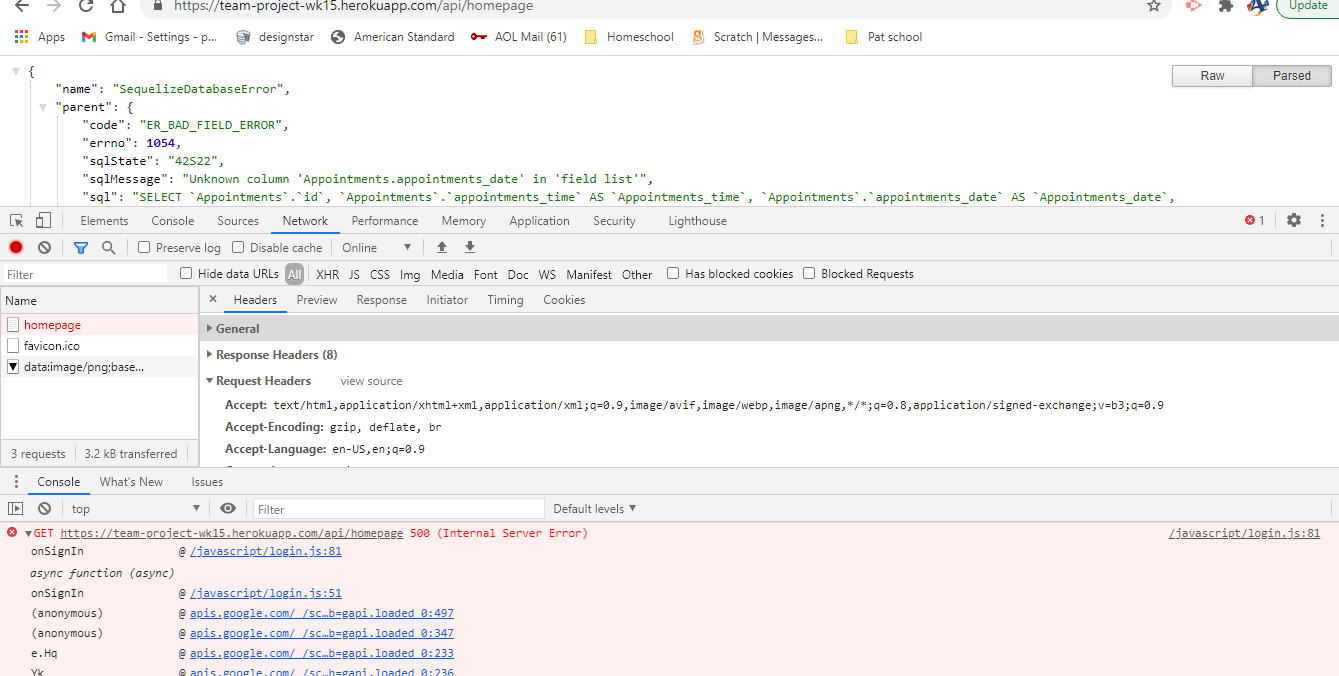 https://team-project-wk15.herokuapp.com/api/homepage
Update
Apps Gmail - Settings - p... designstar American Standard AOL Mail (61) Homeschool Scratch | Messages... Pat school
{
Raw Parsed
"name": "SequelizeDatabaseError",
"parent": {
"code": "ER_BAD_FIELD_ERROR",
"errno": 1054,
"sqlState": "42S22",
"sqlMessage": "Unknown column 'Appointments.appointments_date' in 'field list'",
"sql": "SELECT `Appointments`.`id`, `Appointments`.`appointments_time` AS `Appointments_time`, `Appointments`.`appointments_date` AS `Appointments_date`,
Elements Console Sources Network Performance Memory Application Security Lighthouse 1
Preserve log Disable cache Online
Filter Hide data URLs All XHR JS CSS Img Media Font Doc WS Manifest Other Has blocked cookies Blocked Requests
Name × Headers Preview Response Initiator Timing Cookies
homepage
favicon.ico
data:image/png;base...
General
Response Headers (8)
Request Headers view source
Accept: text/html,application/xhtml+xml,application/xml;q=0.9,image/avif,image/webp,image/apng,*/*;q=0.8,application/signed-exchange;v=b3;q=0.9
Accept-Encoding: gzip, deflate, br
Accept-Language: en-US,en;q=0.9
3 requests 3.2 kB transferred
Console What's New Issues
top Filter Default levels
GET https://team-project-wk15.herokuapp.com/api/homepage 500 (Internal Server Error) /javascript/login.js:81
onSignIn @ /javascript/login.js:81
async function (async)
onSignIn @ /javascript/login.js:51
(anonymous) @ apis.google.com/_/sc…b=gapi.loaded_0:497
(anonymous) @ apis.google.com/_/sc…b=gapi.loaded_0:347
e.Hq @ apis.google.com/_/sc…b=gapi.loaded_0:233
Yk @ apis.google.com/_/sc…b=gapi.loaded_0:236